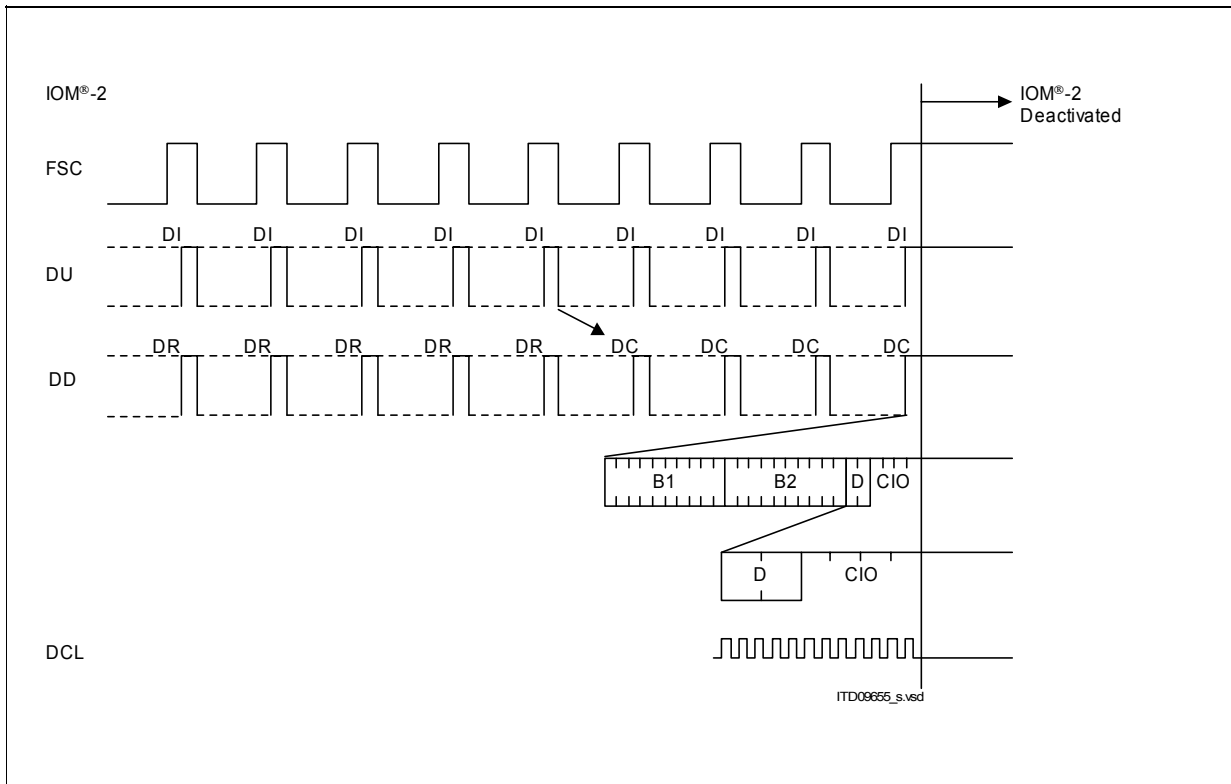 IOM®-2
IOM®-2
Deactivated
FSC
DI DI DI DI DI DI DI DI DI
DU
DR DR DR DR DR DC DC DC DC
DD
B1 B2 D CIO
D CIO
DCL
ITD09655_s.vsd